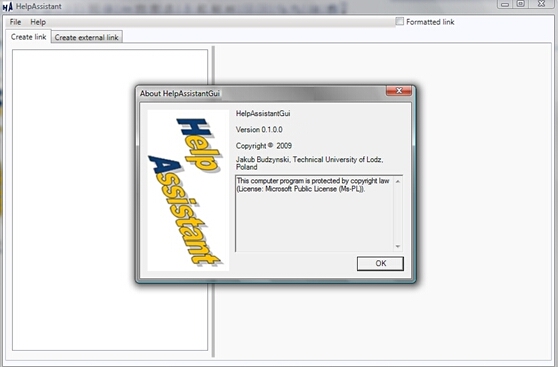 HelpAssistant
File Help
Formatted link
Create link Create external link
About HelpAssistantGui
HelpAssistantGui
Version 0.1.0.0
Copyright ® 2009
Jakub Budzynski, Technical University of Lodz,
Poland
This computer program is protected by copyright law
(License: Microsoft Public License (Ms-PL)).
Help
Assistant
OK